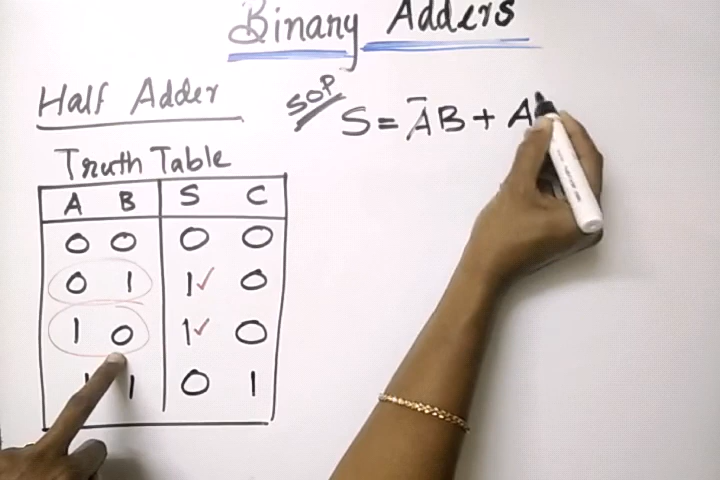 Binary Adders
Half Adder
SOP S = A̅B + A
Truth Table
A B S C
0 0 0 0
0 1 1✓ 0
1 0 1✓ 0
1 1 0 1